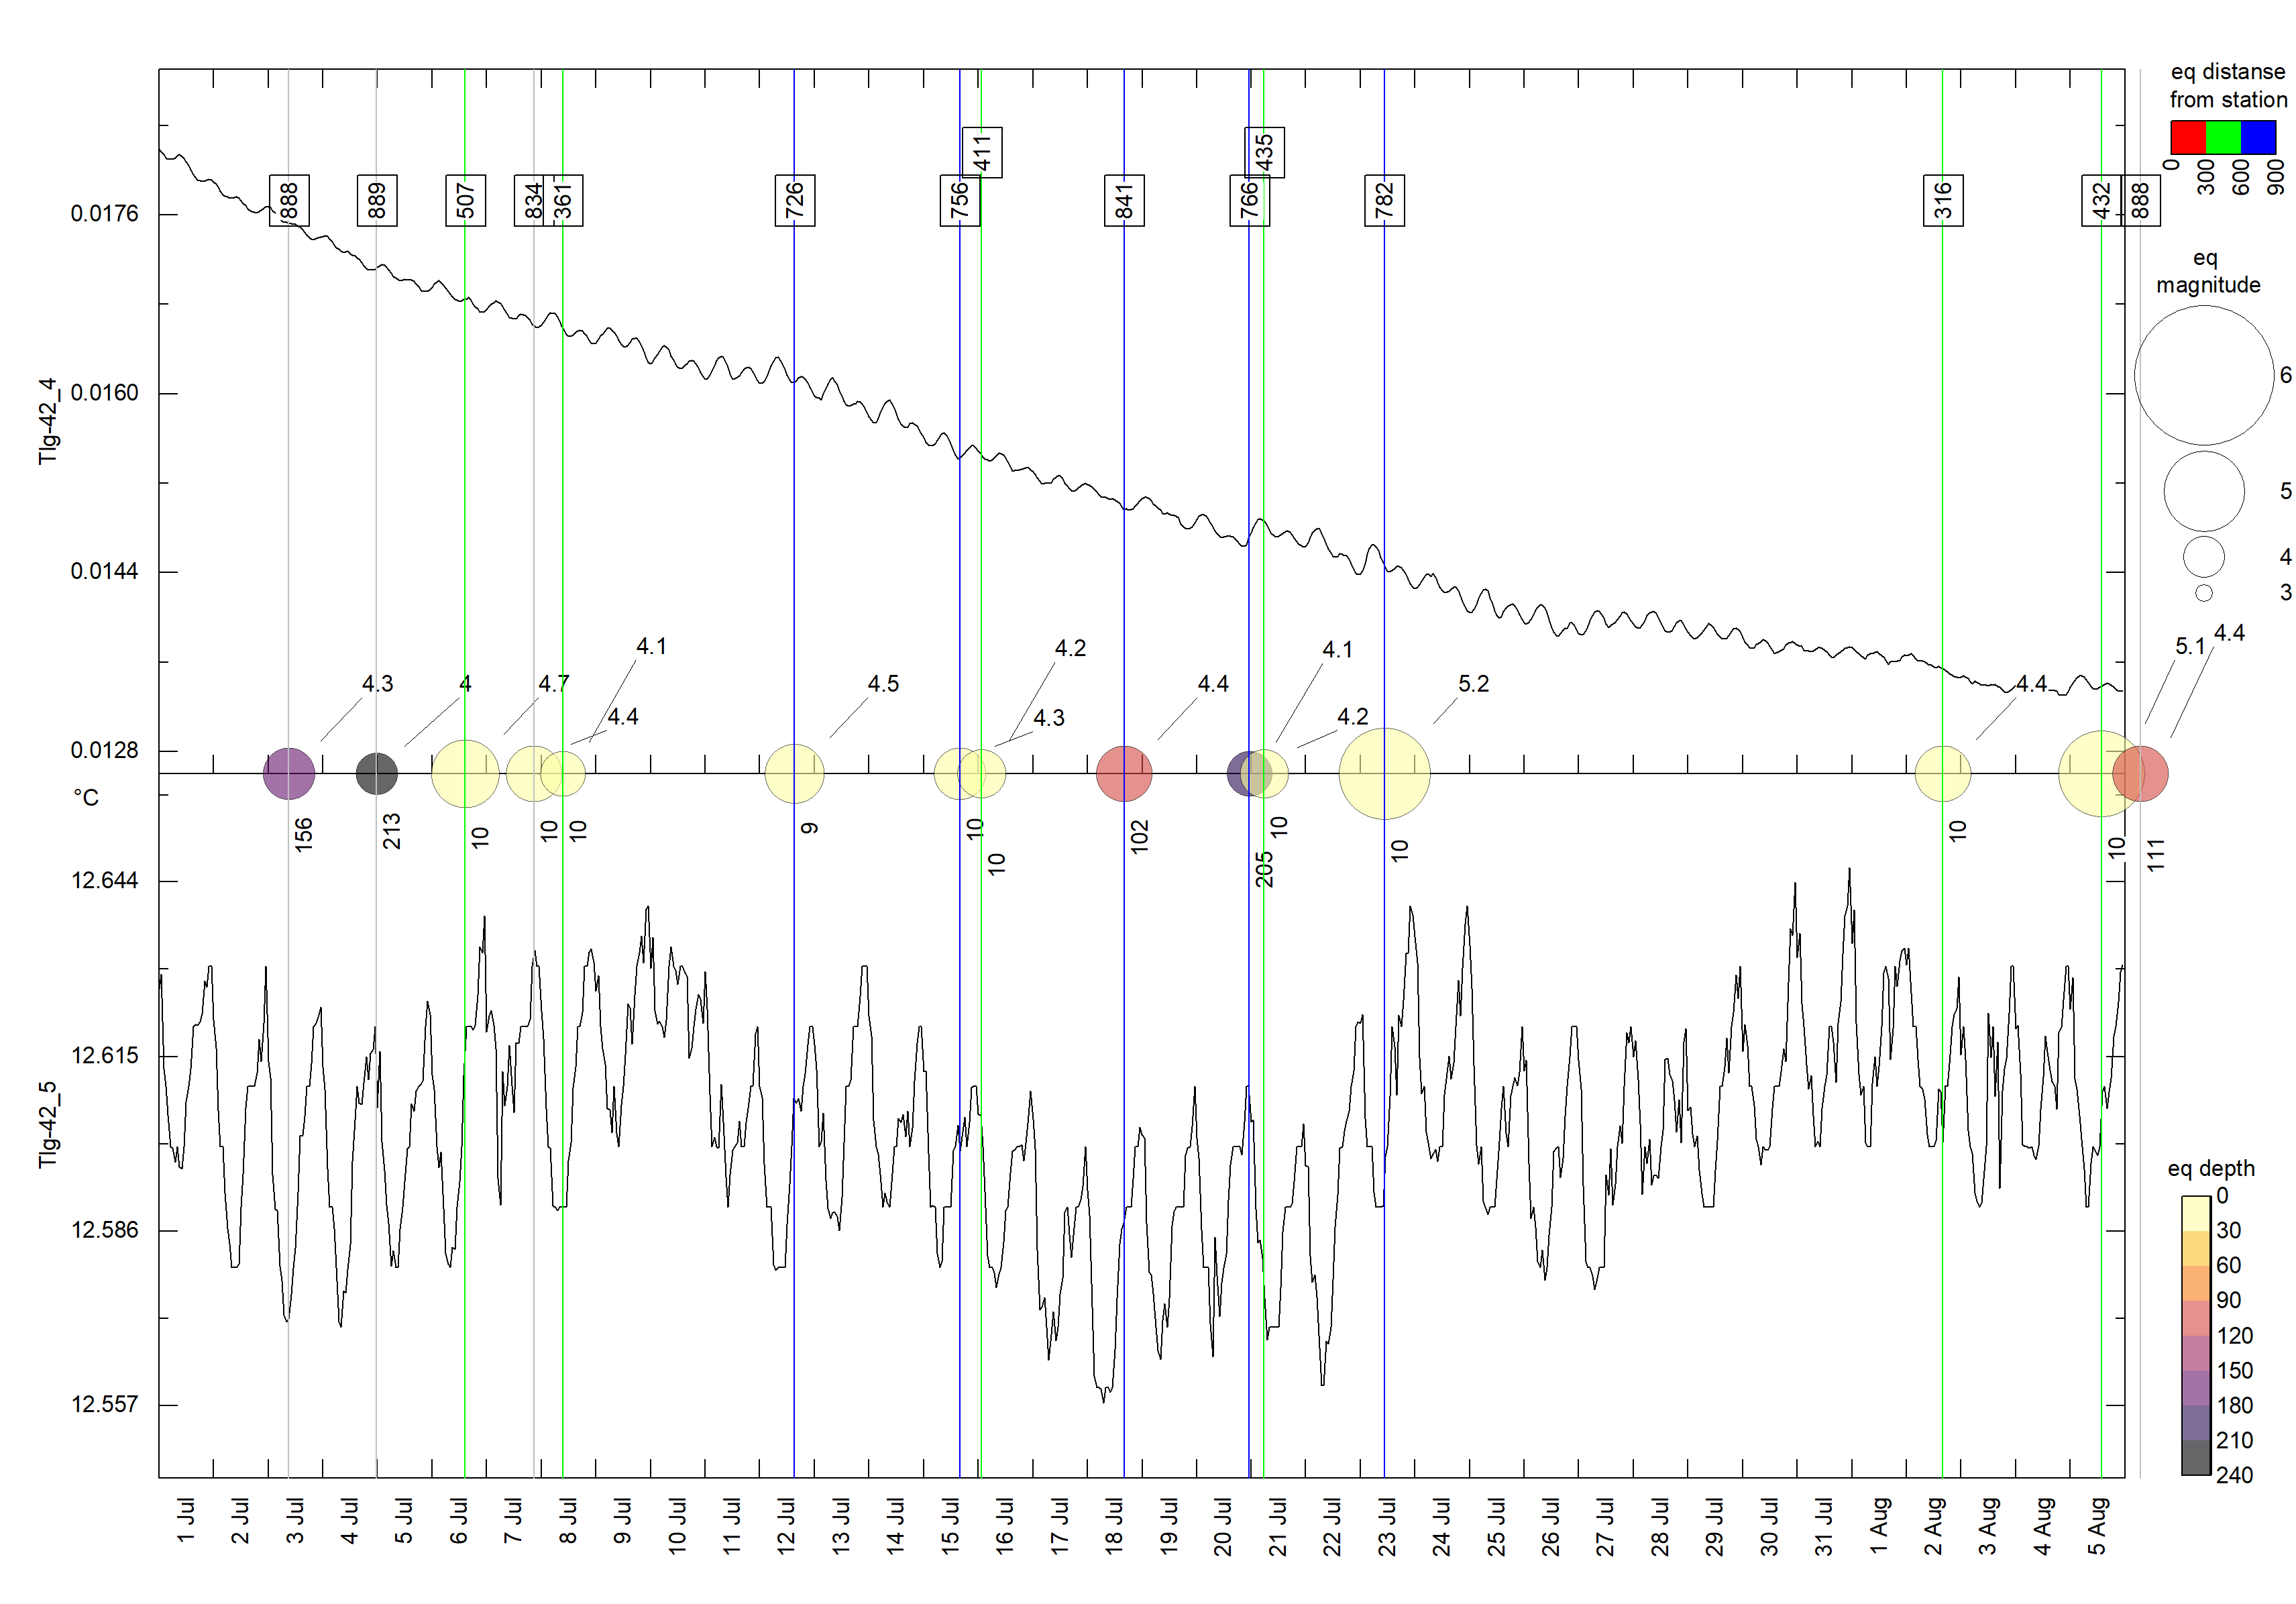 eq distanse
from station
0
300
600
900
411
435
888
889
507
834
361
726
756
841
766
782
316
432
888
0.0176
0.0160
0.0144
0.0128
°C
Tlg-42_4
eq
magnitude
6
5
4
3
4.3
4
4.7
4.4
4.1
4.5
4.2
4.3
4.4
4.1
4.2
5.2
4.4
5.1
4.4
156
213
10
10
10
9
10
10
102
205
10
10
10
10
111
12.644
12.615
12.586
12.557
Tlg-42_5
eq depth
0
30
60
90
120
150
180
210
240
1 Jul
2 Jul
3 Jul
4 Jul
5 Jul
6 Jul
7 Jul
8 Jul
9 Jul
10 Jul
11 Jul
12 Jul
13 Jul
14 Jul
15 Jul
16 Jul
17 Jul
18 Jul
19 Jul
20 Jul
21 Jul
22 Jul
23 Jul
24 Jul
25 Jul
26 Jul
27 Jul
28 Jul
29 Jul
30 Jul
31 Jul
1 Aug
2 Aug
3 Aug
4 Aug
5 Aug